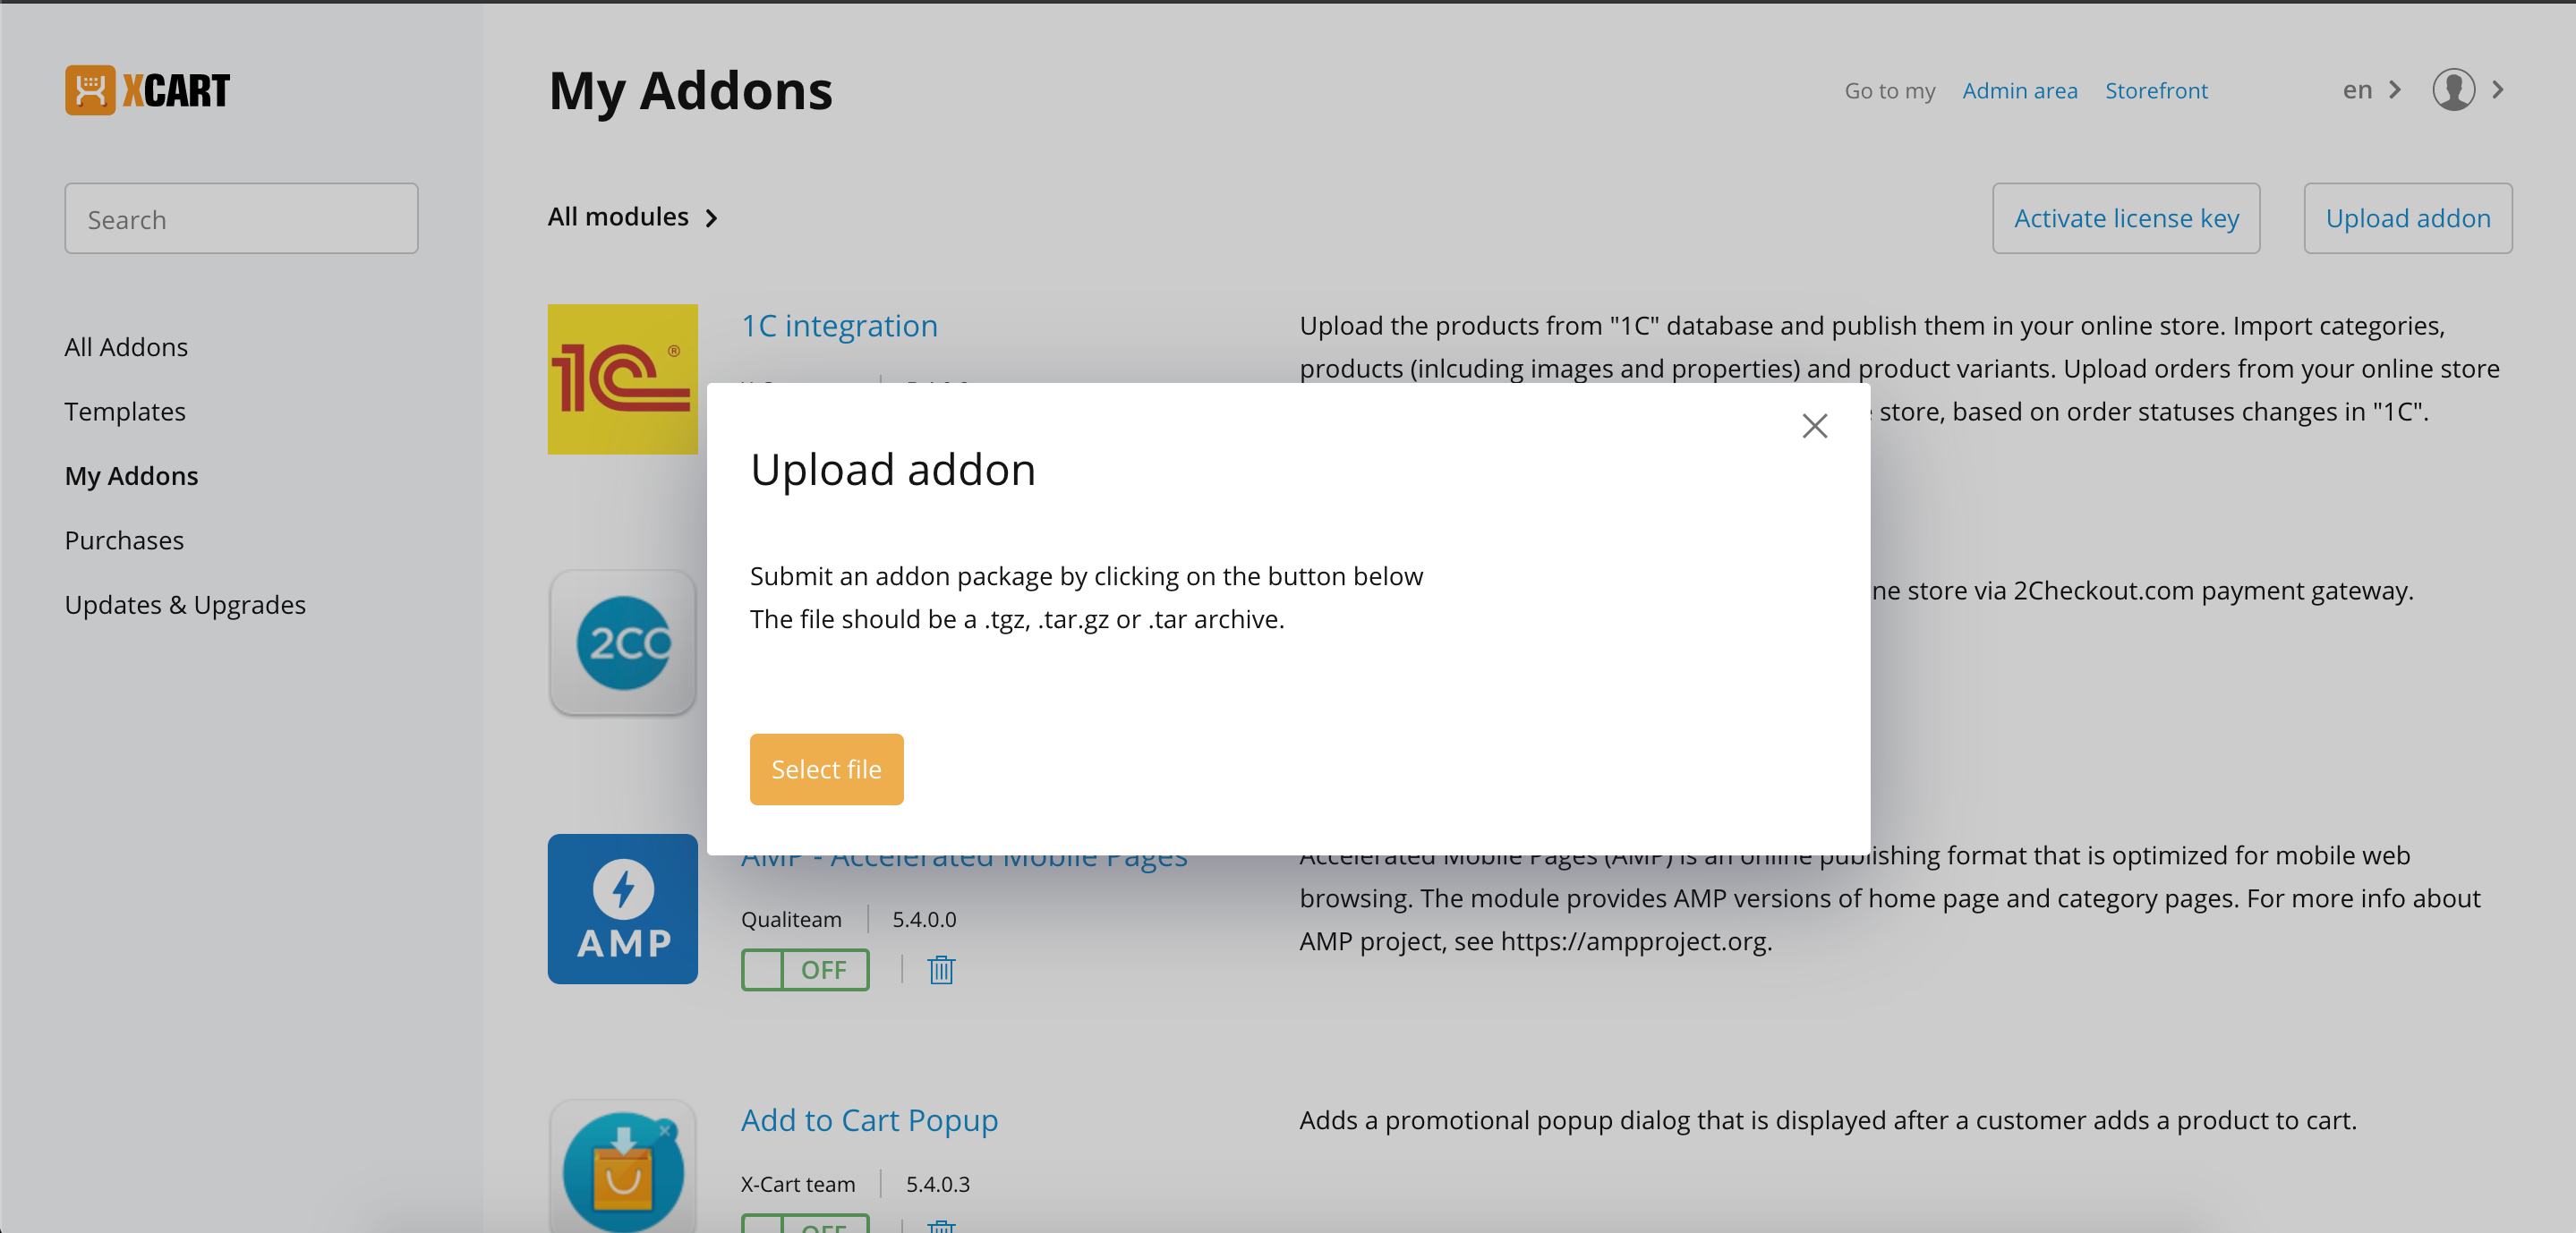 XCART
My Addons
Go to my Admin area Storefront
en
Search
All modules
Activate license key
Upload addon
All Addons
Templates
My Addons
Purchases
Updates & Upgrades
1C ®
1C integration
Upload the products from "1C" database and publish them in your online store. Import categories,
products (inlcuding images and properties) and product variants. Upload orders from your online store
store, based on order statuses changes in "1C".
Upload addon
Submit an addon package by clicking on the button below
The file should be a .tgz, .tar.gz or .tar archive.
Select file
2CO
store via 2Checkout.com payment gateway.
AMP
AMP - Accelerated Mobile Pages
Qualiteam 5.4.0.0
OFF
Accelerated Mobile Pages (AMP) is an online publishing format that is optimized for mobile web
browsing. The module provides AMP versions of home page and category pages. For more info about
AMP project, see https://ampproject.org.
Add to Cart Popup
X-Cart team 5.4.0.3
OFF
Adds a promotional popup dialog that is displayed after a customer adds a product to cart.